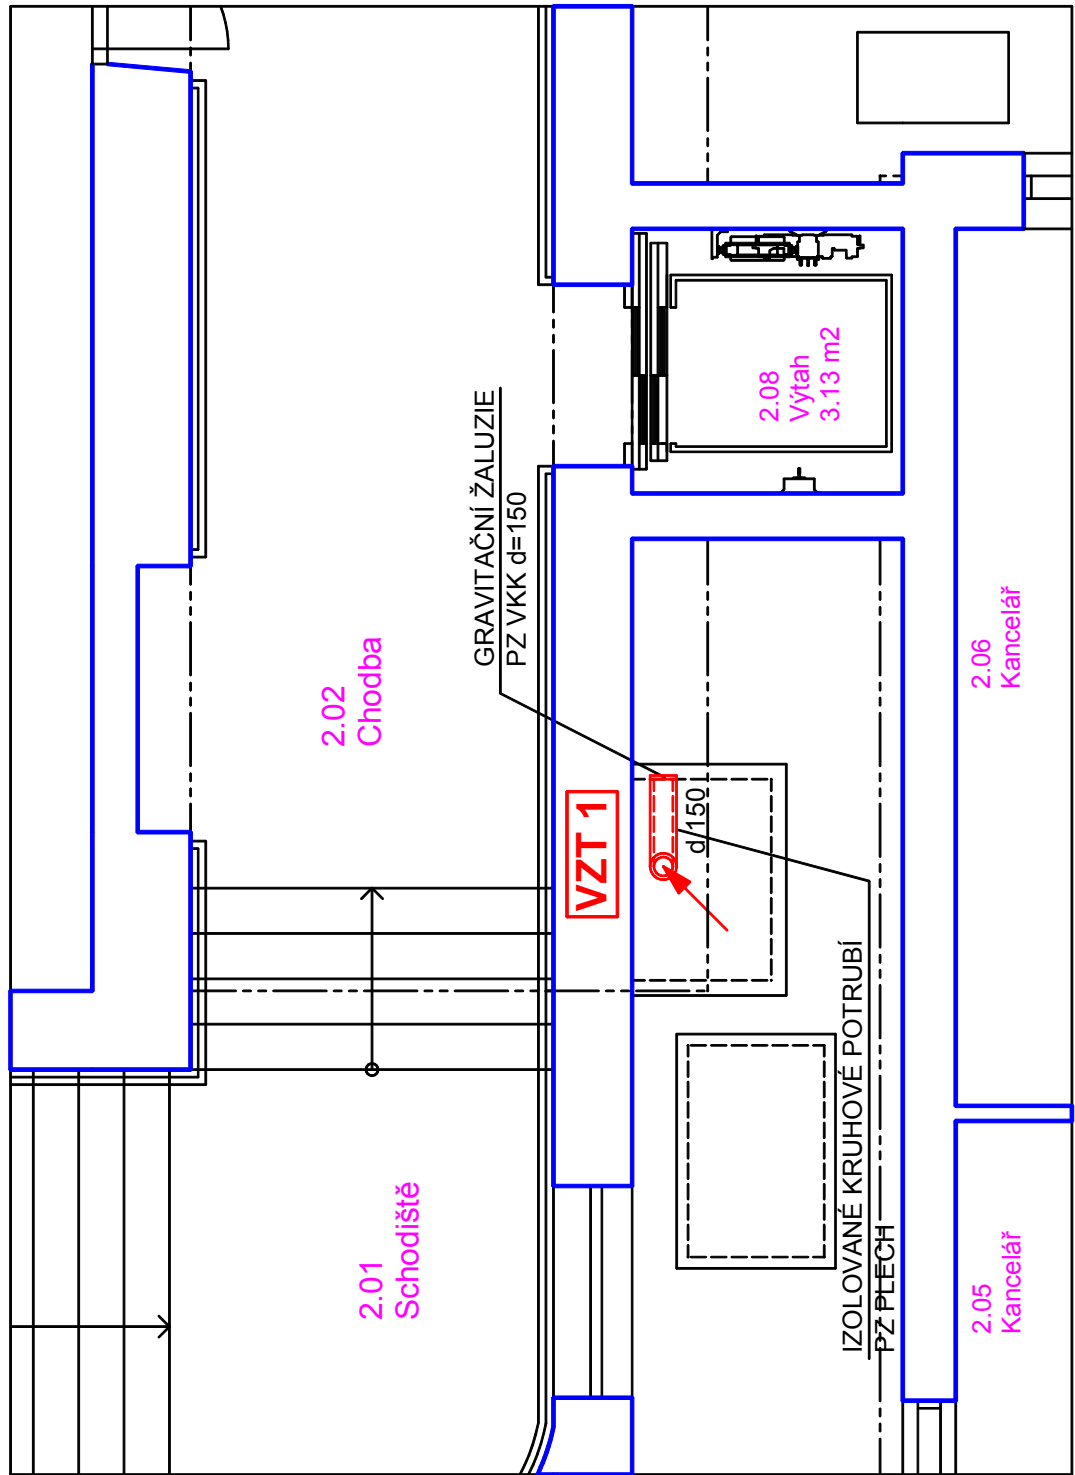 GRAVITAČNÍ ŽALUZIE
PZ VKK d=150
2.02
Chodba
2.08
Výtah
3.13 m2
VZT 1
d 150
2.06
Kancelář
2.01
Schodiště
IZOLOVANÉ KRUHOVÉ POTRUBÍ
PZ PLECH
2.05
Kancelář